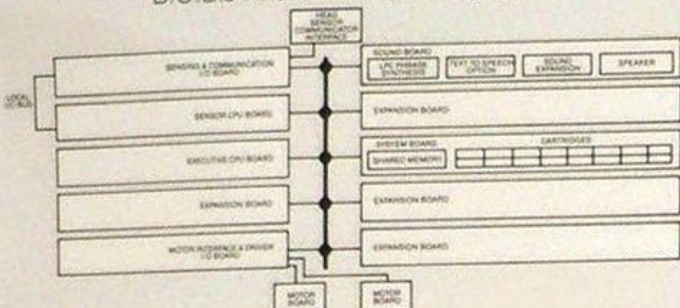 HEAD
SENSOR
COMMUNICATOR
INTERFACE
SENSING & COMMUNICATION
I/O BOARD
LOCAL
I/O BUS
SENSOR CPU BOARD
EXECUTIVE CPU BOARD
EXPANSION BOARD
MOTOR INTERFACE & DRIVER
I/O BOARD
MOTOR
BOARD
MOTOR
BOARD
SOUND BOARD
LPC PHRASE
SYNTHESIS
TEXT TO SPEECH
OPTION
SOUND
EXPANSION
SPEAKER
EXPANSION BOARD
SYSTEM BOARD
SHARED MEMORY
CARTRIDGES
EXPANSION BOARD
EXPANSION BOARD